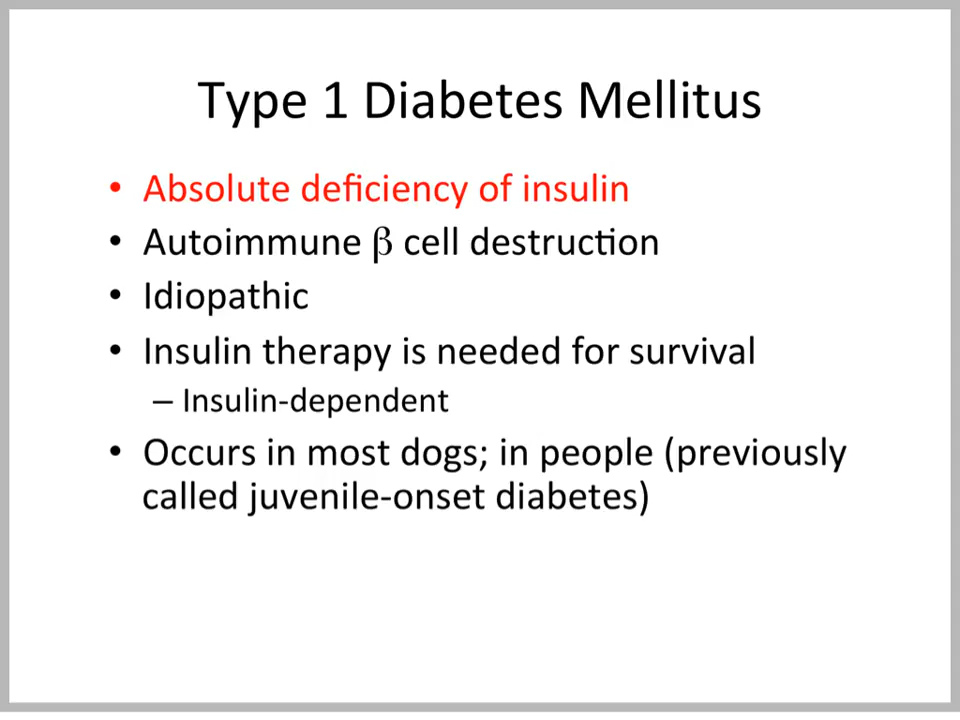 Type 1 Diabetes Mellitus
• Absolute deficiency of insulin
• Autoimmune β cell destruction
• Idiopathic
• Insulin therapy is needed for survival
– Insulin-dependent
• Occurs in most dogs; in people (previously
called juvenile-onset diabetes)